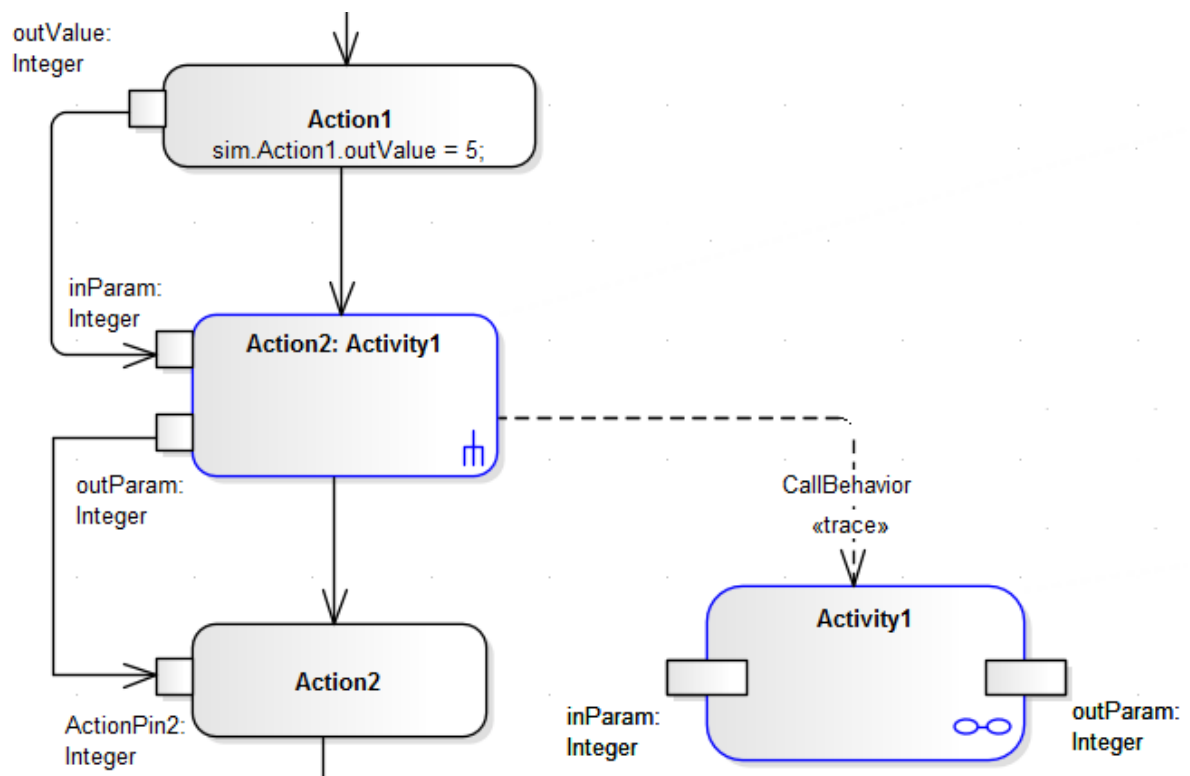 outValue:
Integer
Action1
sim.Action1.outValue = 5;
inParam:
Integer
Action2: Activity1
outParam:
Integer
CallBehavior
«trace»
Activity1
Action2
ActionPin2:
Integer
inParam:
Integer
outParam:
Integer